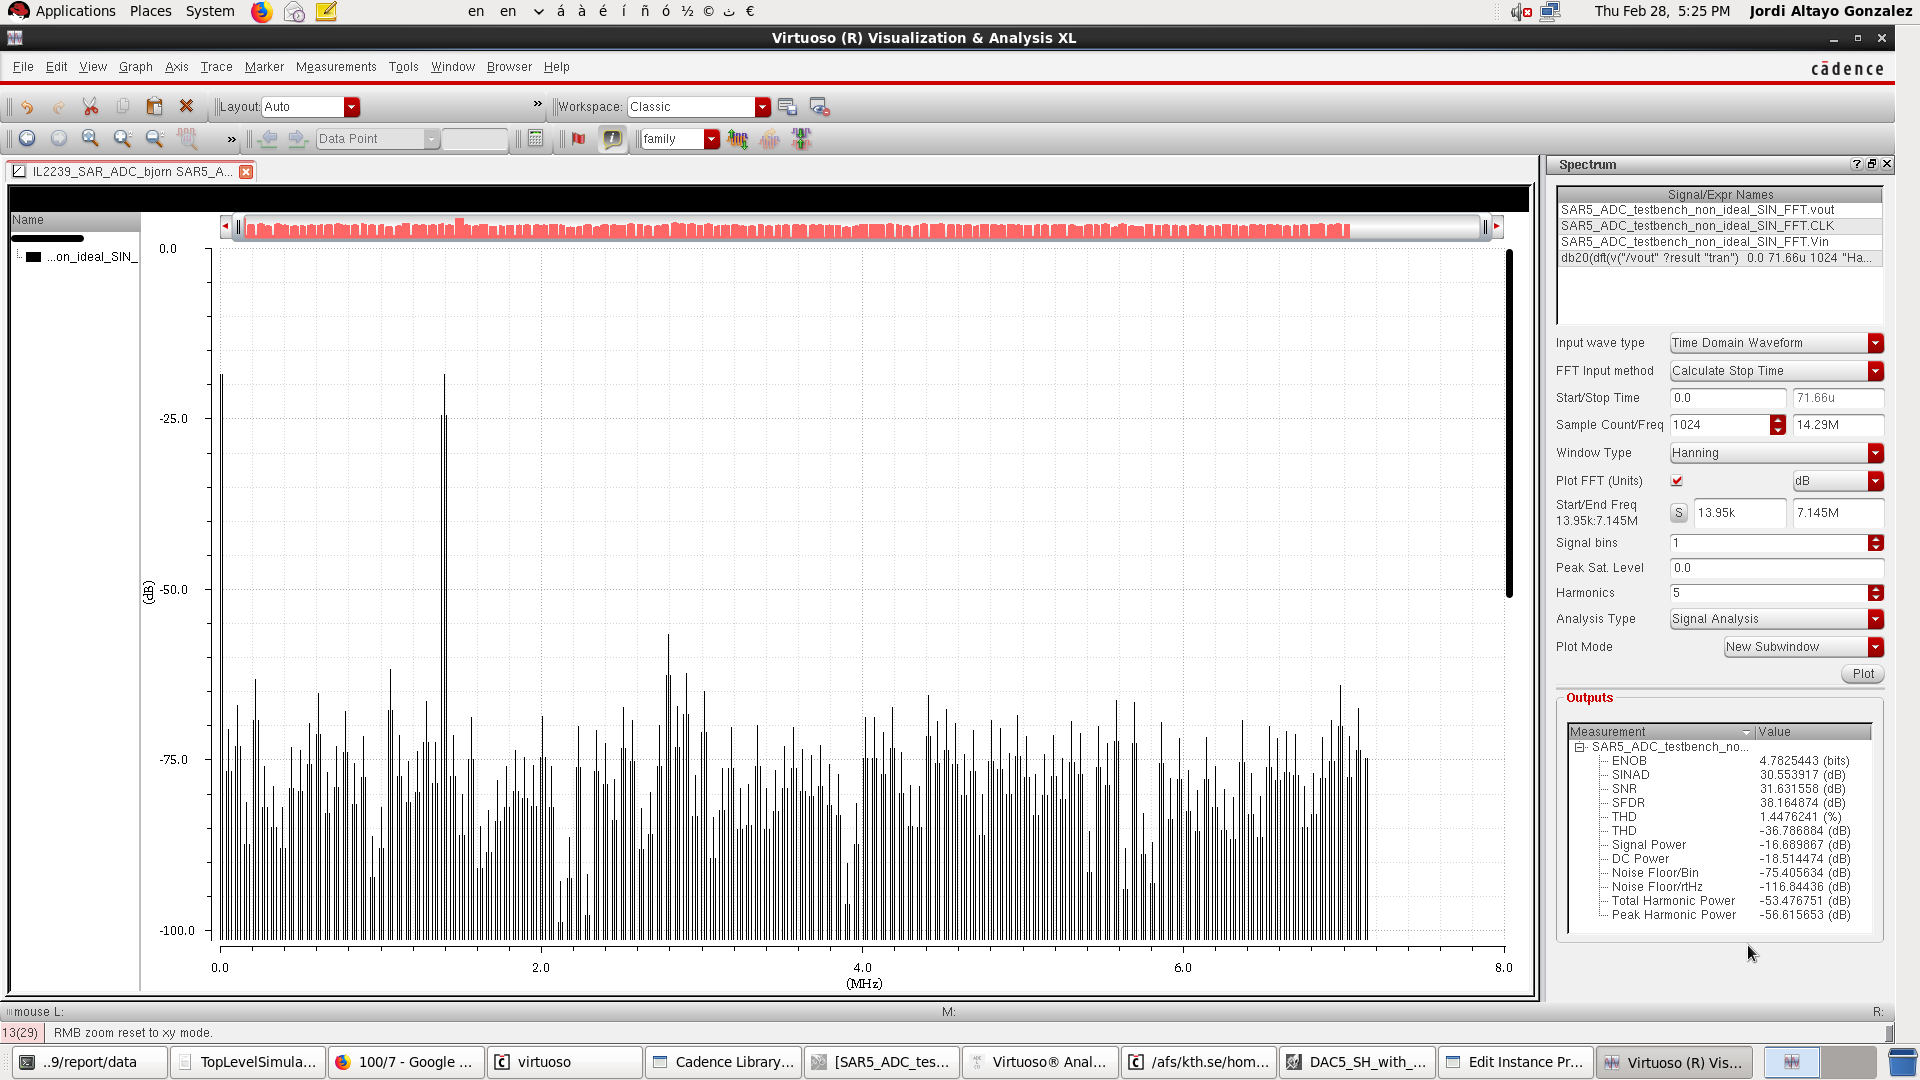 Applications Places System en en á à é í ñ ó ½ © ث € Thu Feb 28, 5:25 PM Jordi Altayo Gonzalez
Virtuoso (R) Visualization & Analysis XL
File Edit View Graph Axis Trace Marker Measurements Tools Window Browser Help
cādence
Layout: Auto » Workspace: Classic
» Data Point family
IL2239_SAR_ADC_bjorn SAR5_A...
Name
...on_ideal_SIN_
0.0
-25.0
-50.0
-75.0
-100.0
(dB)
0.0 2.0 4.0 6.0 8.0
(MHz)
Spectrum
Signal/Expr Names
SAR5_ADC_testbench_non_ideal_SIN_FFT.vout
SAR5_ADC_testbench_non_ideal_SIN_FFT.CLK
SAR5_ADC_testbench_non_ideal_SIN_FFT.Vin
db20(dft(v("/vout" ?result "tran") 0.0 71.66u 1024 "Ha...
Input wave type Time Domain Waveform
FFT Input method Calculate Stop Time
Start/Stop Time 0.0 71.66u
Sample Count/Freq 1024 14.29M
Window Type Hanning
Plot FFT (Units) dB
Start/End Freq
13.95k:7.145M S 13.95k 7.145M
Signal bins 1
Peak Sat. Level 0.0
Harmonics 5
Analysis Type Signal Analysis
Plot Mode New Subwindow
Plot
Outputs
Measurement Value
SAR5_ADC_testbench_no...
ENOB 4.7825443 (bits)
SINAD 30.553917 (dB)
SNR 31.631558 (dB)
SFDR 38.164874 (dB)
THD 1.4476241 (%)
THD -36.786884 (dB)
Signal Power -16.689867 (dB)
DC Power -18.514474 (dB)
Noise Floor/Bin -75.405634 (dB)
Noise Floor/rtHz -116.84436 (dB)
Total Harmonic Power -53.476751 (dB)
Peak Harmonic Power -56.615653 (dB)
mouse L: M: R:
13(29) RMB zoom reset to xy mode.
..9/report/data TopLevelSimula... 100/7 - Google ... virtuoso Cadence Library... [SAR5_ADC_tes... Virtuoso® Anal... /afs/kth.se/hom... DAC5_SH_with_... Edit Instance Pr... Virtuoso (R) Vis...